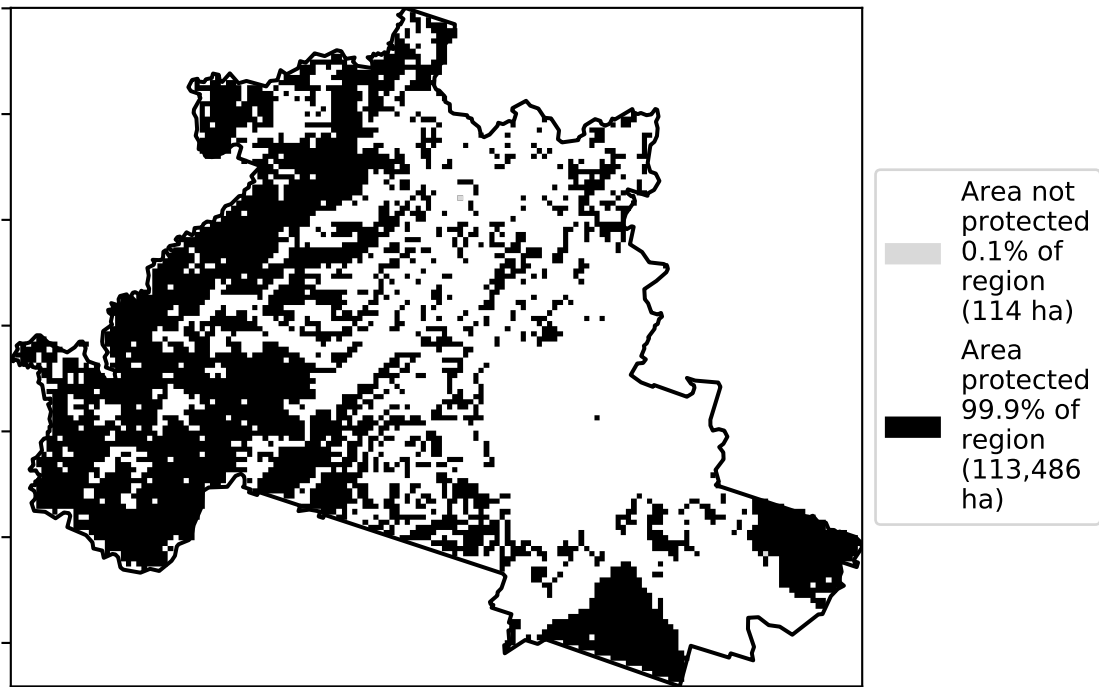 Area not
protected
0.1% of
region
(114 ha)
Area
protected
99.9% of
region
(113,486
ha)